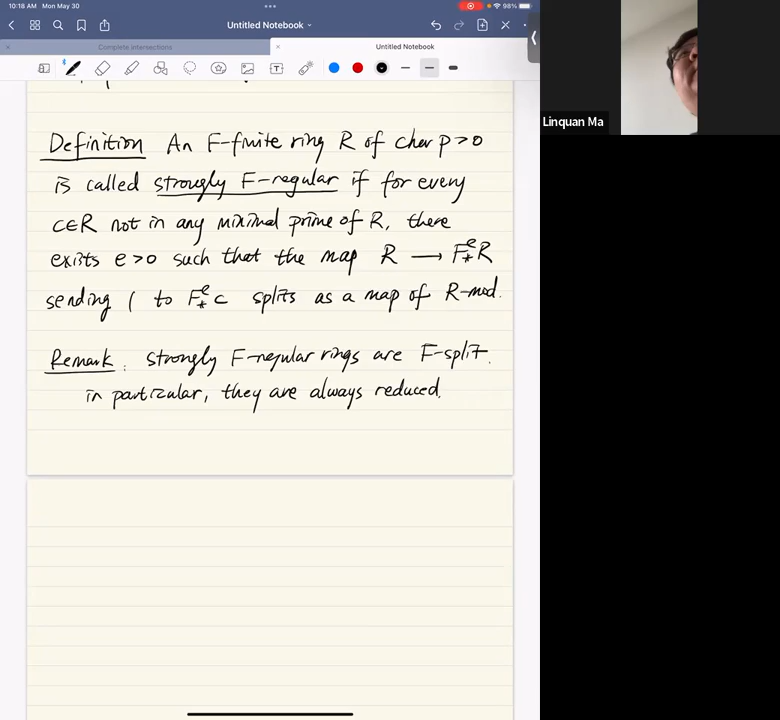 10:18 AM Mon May 30
98%
Untitled Notebook
Complete intersections
Untitled Notebook
Linquan Ma
Definition An F-finite ring R of char p>0
is called strongly F-regular if for every
c∈R not in any minimal prime of R, there
exists e>0 such that the map R ⟶ F_*^e R
sending 1 to F_*^e c splits as a map of R-mod.
Remark: Strongly F-regular rings are F-split.
in particular, they are always reduced.